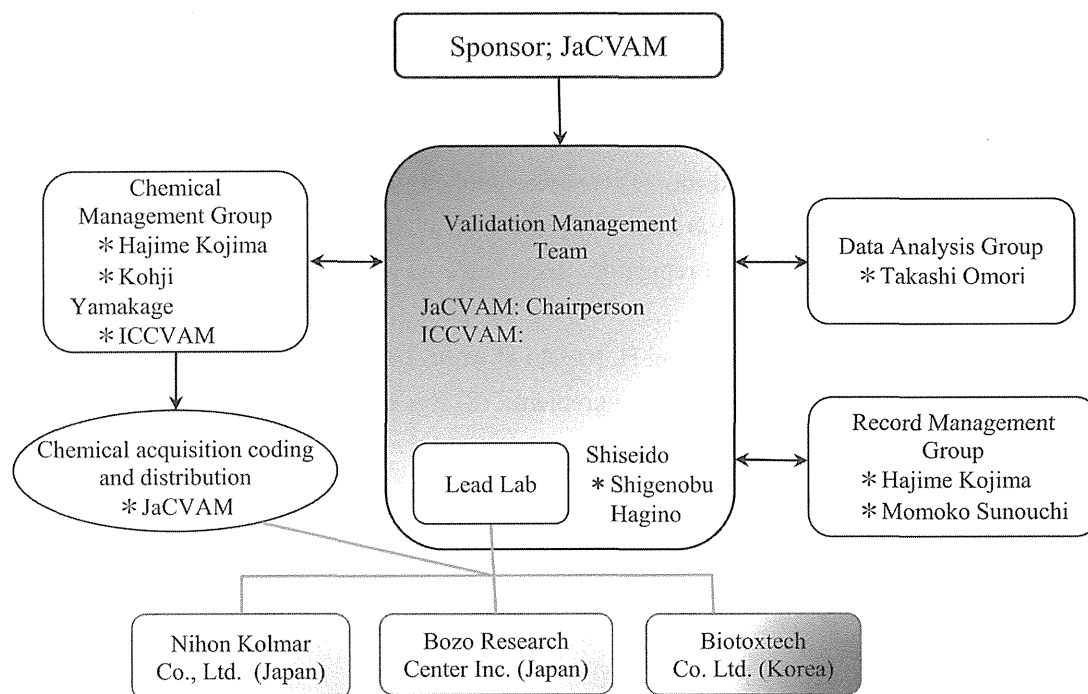 Sponsor; JaCVAM
Chemical
Management Group
＊Hajime Kojima
＊Kohji
Yamakage
＊ICCVAM
Validation Management
Team
JaCVAM: Chairperson
ICCVAM:
Data Analysis Group
＊Takashi Omori
Chemical acquisition coding
and distribution
＊JaCVAM
Lead Lab
Shiseido
＊Shigenobu
Hagino
Record Management
Group
＊Hajime Kojima
＊Momoko Sunouchi
Nihon Kolmar
Co., Ltd. (Japan)
Bozo Research
Center Inc. (Japan)
Biotoxtech
Co. Ltd. (Korea)